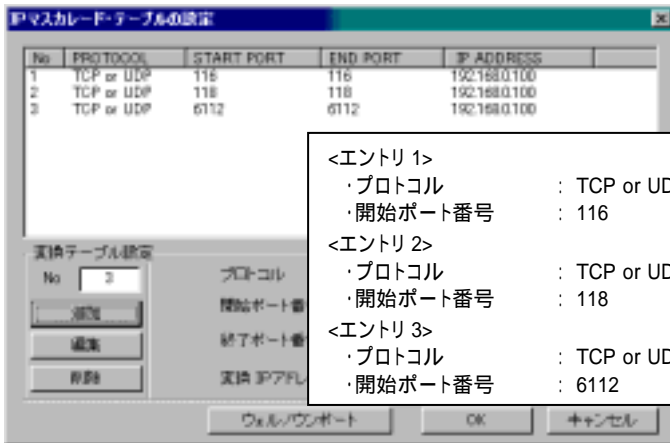 IPマスカレード・テーブルの設定
No PROTOCOL START PORT END PORT IP ADDRESS
1 TCP or UDP 116 116 192.168.0.100
2 TCP or UDP 118 118 192.168.0.100
3 TCP or UDP 6112 6112 192.168.0.100
<エントリ 1>
・プロトコル : TCP or UD
・開始ポート番号 : 116
<エントリ 2>
・プロトコル : TCP or UD
・開始ポート番号 : 118
<エントリ 3>
・プロトコル : TCP or UD
・開始ポート番号 : 6112
変換テーブル設定
No 3
追加
編集
削除
プロトコル
開始ポート番
終了ポート番
変換 IPアドレ
ウェルノウンポート OK キャンセル